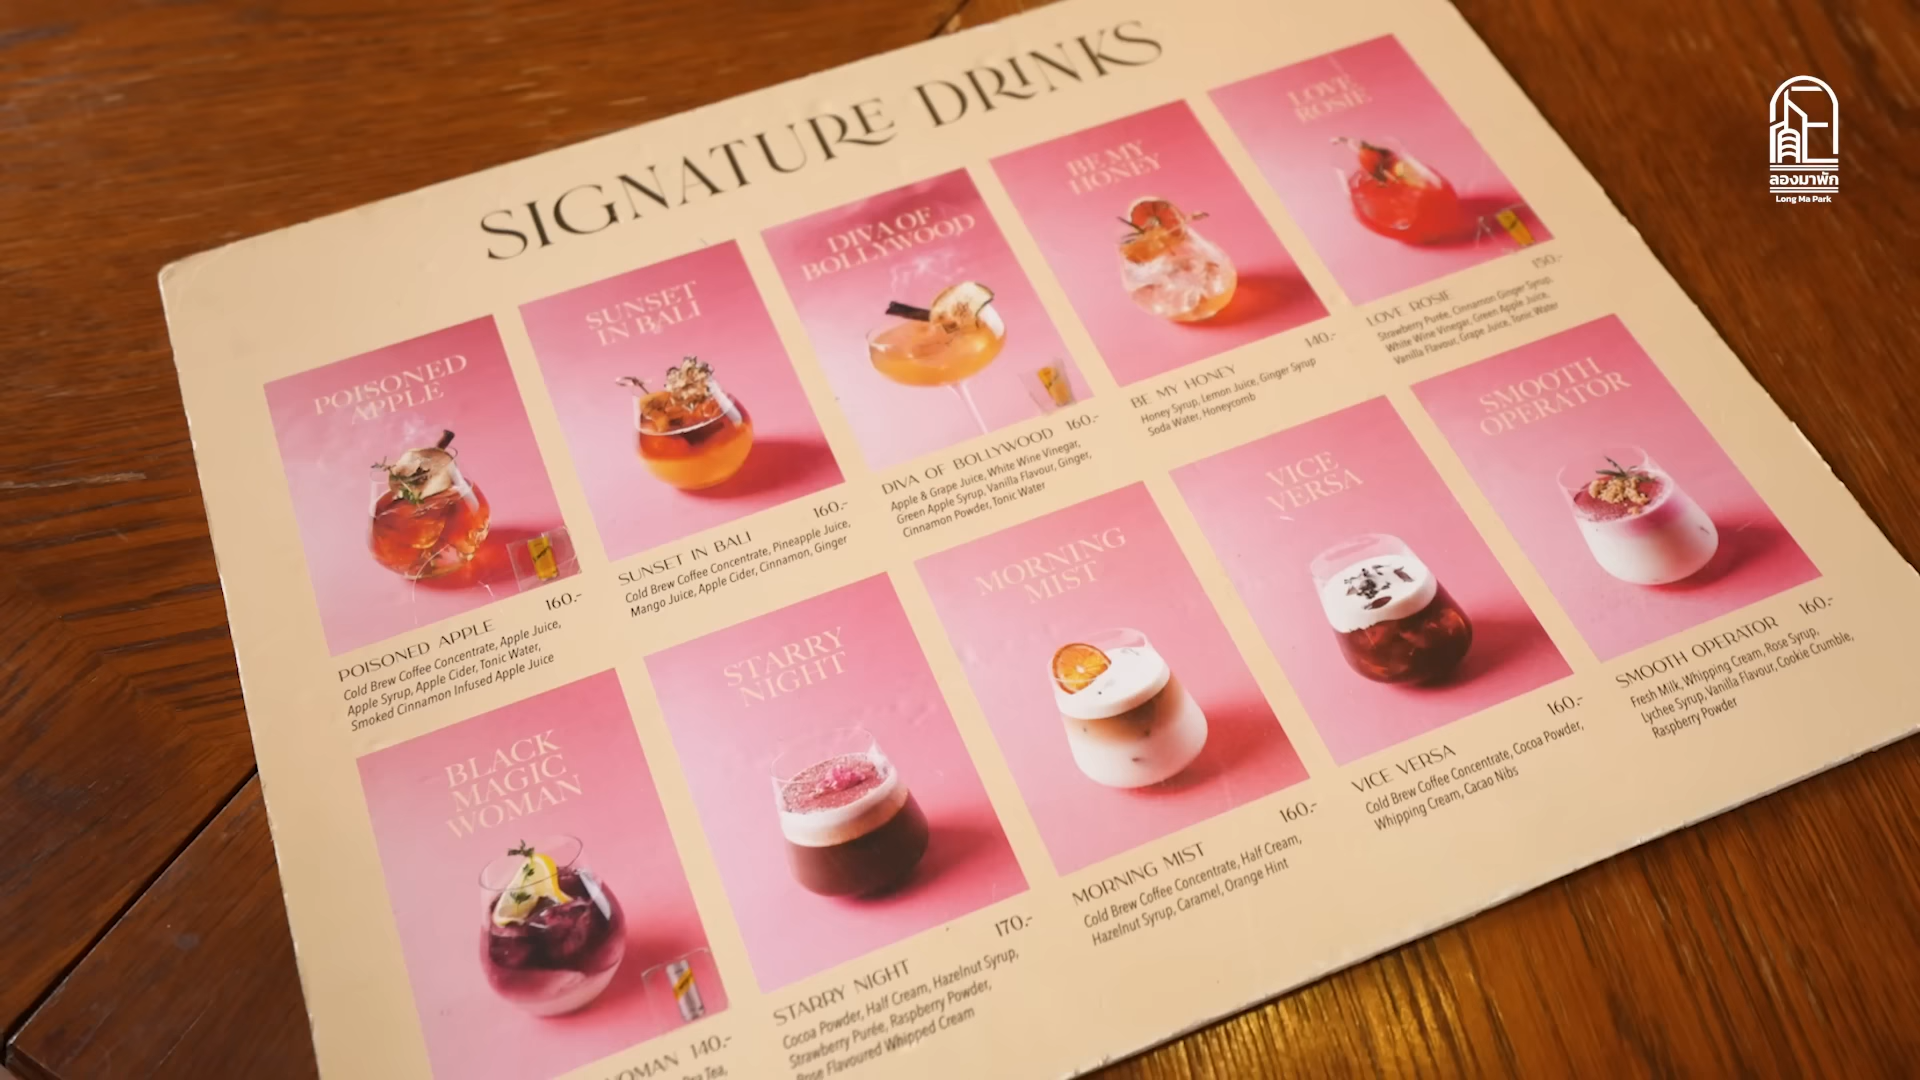 SIGNATURE DRINKS
POISONED
APPLE
POISONED APPLE
160.-
Cold Brew Coffee Concentrate, Apple Juice,
Apple Syrup, Apple Cider, Tonic Water,
Smoked Cinnamon Infused Apple Juice
SUNSET
IN BALI
SUNSET IN BALI
160.-
Cold Brew Coffee Concentrate, Pineapple Juice,
Mango Juice, Apple Cider, Cinnamon, Ginger
DIVA OF
BOLLYWOOD
DIVA OF BOLLYWOOD 160.-
Apple & Grape Juice, White Wine Vinegar,
Green Apple Syrup, Vanilla Flavour, Ginger,
Cinnamon Powder, Tonic Water
BE MY
HONEY
BE MY HONEY
140.-
Honey Syrup, Lemon Juice, Ginger Syrup
Soda Water, Honeycomb
LOVE
ROSIE
LOVE ROSIE
150.-
Strawberry Purée, Cinnamon Ginger Syrup,
White Wine Vinegar, Green Apple Juice,
Vanilla Flavour, Grape Juice, Tonic Water
BLACK
MAGIC
WOMAN
WOMAN 140.-
Tea,
STARRY
NIGHT
STARRY NIGHT
170.-
Cocoa Powder, Half Cream, Hazelnut Syrup,
Strawberry Purée, Raspberry Powder,
Rose Flavoured Whipped Cream
MORNING
MIST
MORNING MIST
160.-
Cold Brew Coffee Concentrate, Half Cream,
Hazelnut Syrup, Caramel, Orange Hint
VICE
VERSA
VICE VERSA
160.-
Cold Brew Coffee Concentrate, Cocoa Powder,
Whipping Cream, Cacao Nibs
SMOOTH
OPERATOR
SMOOTH OPERATOR
160.-
Fresh Milk, Whipping Cream, Rose Syrup,
Lychee Syrup, Vanilla Flavour, Cookie Crumble,
Raspberry Powder
ลองมาพัก
Long Ma Park